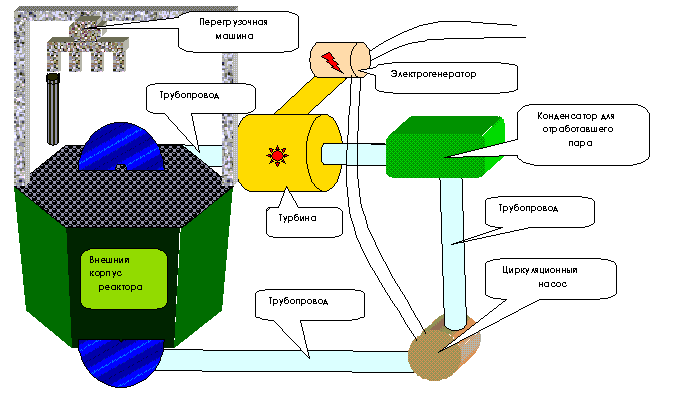 Перегрузочная
машина
Электрогенератор
Трубопровод
Конденсатор для
отработавшего
пара
Турбина
Трубопровод
Внешний
корпус
реактора
Циркуляционный
насос
Трубопровод